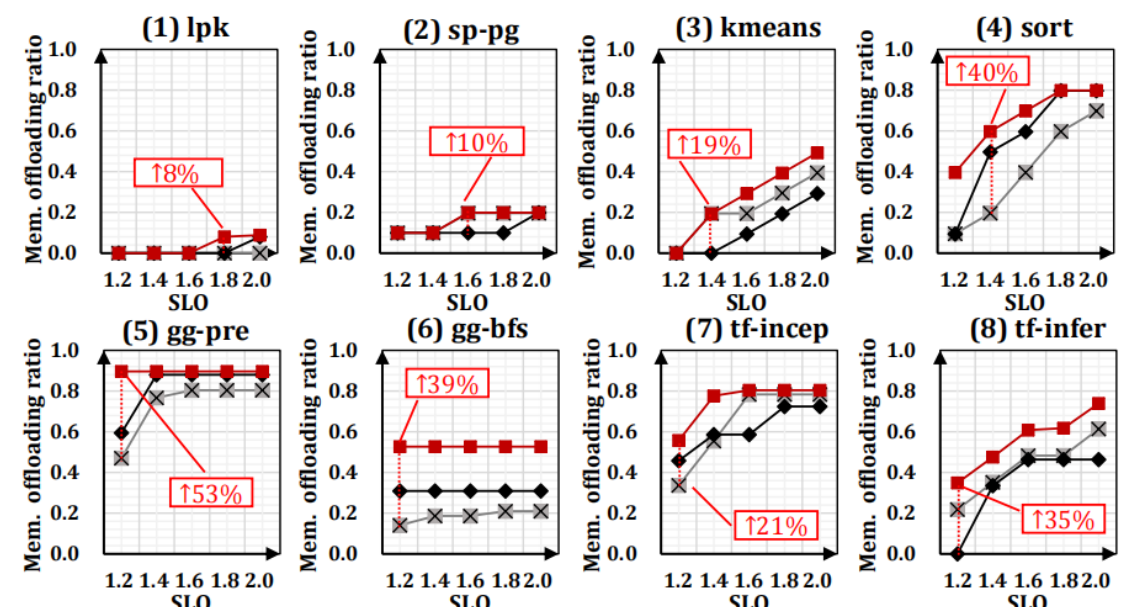 (1) lpk
Mem. offloading ratio
1.0
0.8
0.6
0.4
0.2
0.0
↑8%
1.2 1.4 1.6 1.8 2.0
SLO
(2) sp-pg
Mem. offloading ratio
1.0
0.8
0.6
0.4
0.2
0.0
↑10%
1.2 1.4 1.6 1.8 2.0
SLO
(3) kmeans
Mem. offloading ratio
1.0
0.8
0.6
0.4
0.2
0.0
↑19%
1.2 1.4 1.6 1.8 2.0
SLO
(4) sort
Mem. offloading ratio
1.0
0.8
0.6
0.4
0.2
0.0
↑40%
1.2 1.4 1.6 1.8 2.0
SLO
(5) gg-pre
Mem. offloading ratio
1.0
0.8
0.6
0.4
0.2
0.0
↑53%
1.2 1.4 1.6 1.8 2.0
SLO
(6) gg-bfs
Mem. offloading ratio
1.0
0.8
0.6
0.4
0.2
0.0
↑39%
1.2 1.4 1.6 1.8 2.0
SLO
(7) tf-incep
Mem. offloading ratio
1.0
0.8
0.6
0.4
0.2
0.0
↑21%
1.2 1.4 1.6 1.8 2.0
SLO
(8) tf-infer
Mem. offloading ratio
1.0
0.8
0.6
0.4
0.2
0.0
↑35%
1.2 1.4 1.6 1.8 2.0
SLO